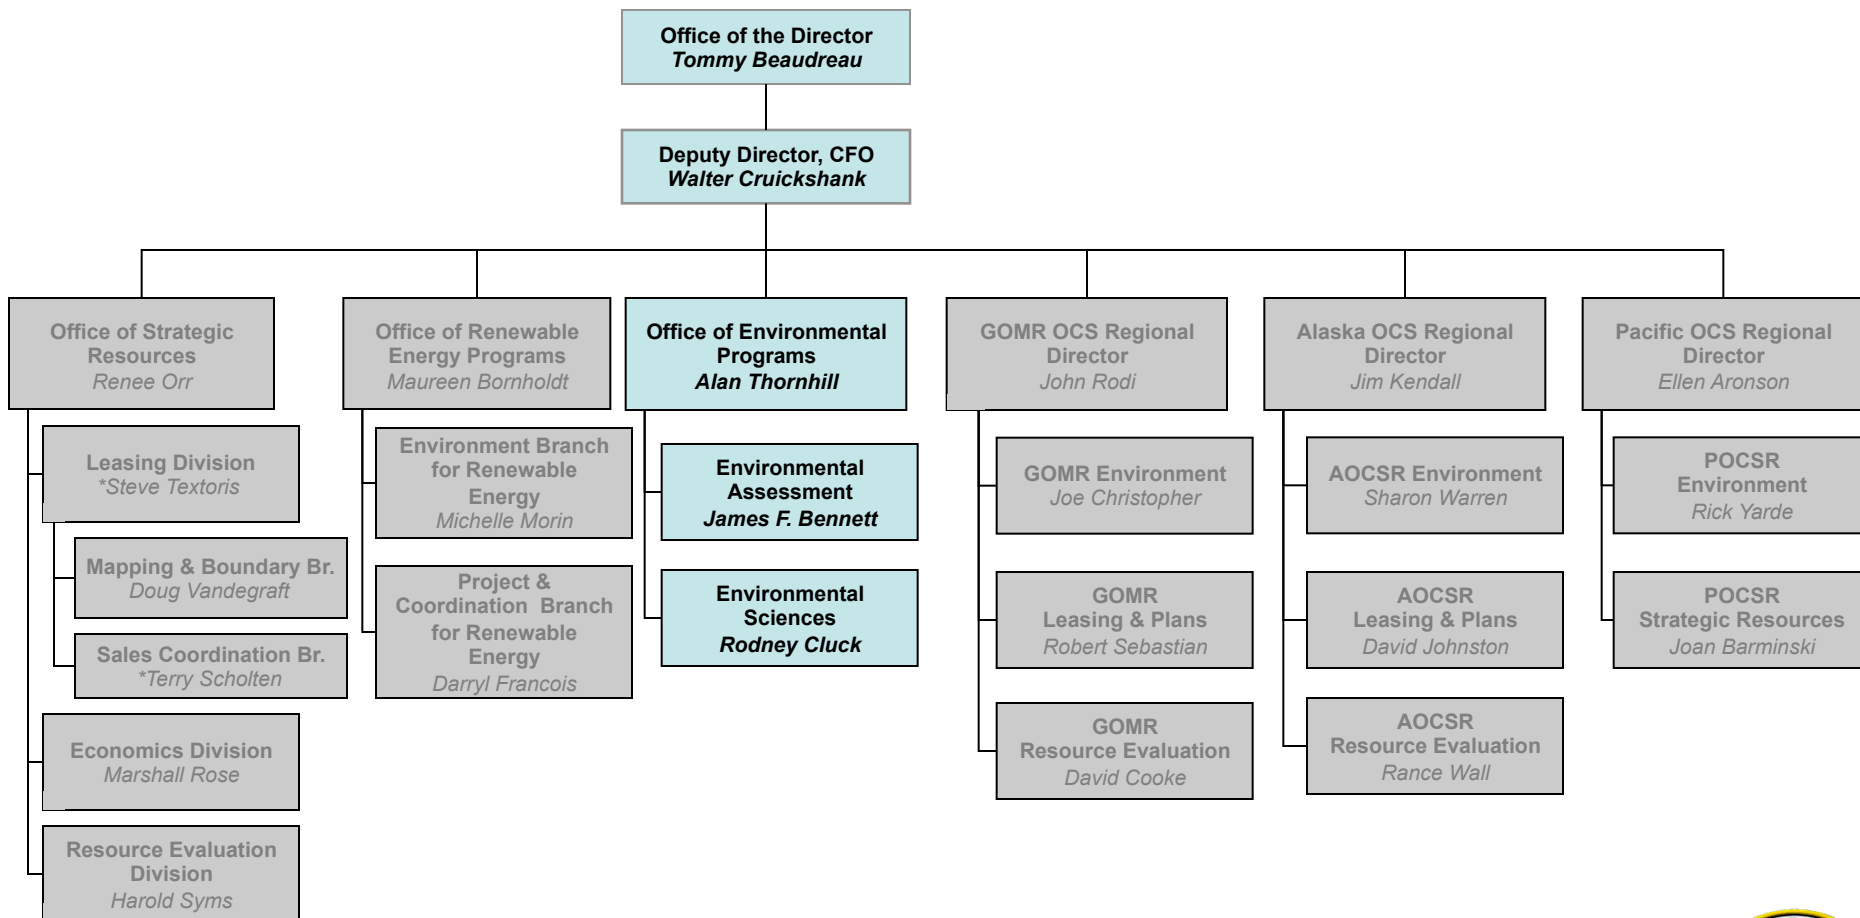 Office of the Director
Tommy Beaudreau
Deputy Director, CFO
Walter Cruickshank
Office of Strategic
Resources
Renee Orr
Leasing Division
*Steve Textoris
Mapping & Boundary Br.
Doug Vandegraft
Sales Coordination Br.
*Terry Scholten
Economics Division
Marshall Rose
Resource Evaluation
Division
Harold Syms
Office of Renewable
Energy Programs
Maureen Bornholdt
Environment Branch
for Renewable
Energy
Michelle Morin
Project &
Coordination Branch
for Renewable
Energy
Darryl Francois
Office of Environmental
Programs
Alan Thornhill
Environmental
Assessment
James F. Bennett
Environmental
Sciences
Rodney Cluck
GOMR OCS Regional
Director
John Rodi
GOMR Environment
Joe Christopher
GOMR
Leasing & Plans
Robert Sebastian
GOMR
Resource Evaluation
David Cooke
Alaska OCS Regional
Director
Jim Kendall
AOCSR Environment
Sharon Warren
AOCSR
Leasing & Plans
David Johnston
AOCSR
Resource Evaluation
Rance Wall
Pacific OCS Regional
Director
Ellen Aronson
POCSR
Environment
Rick Yarde
POCSR
Strategic Resources
Joan Barminski